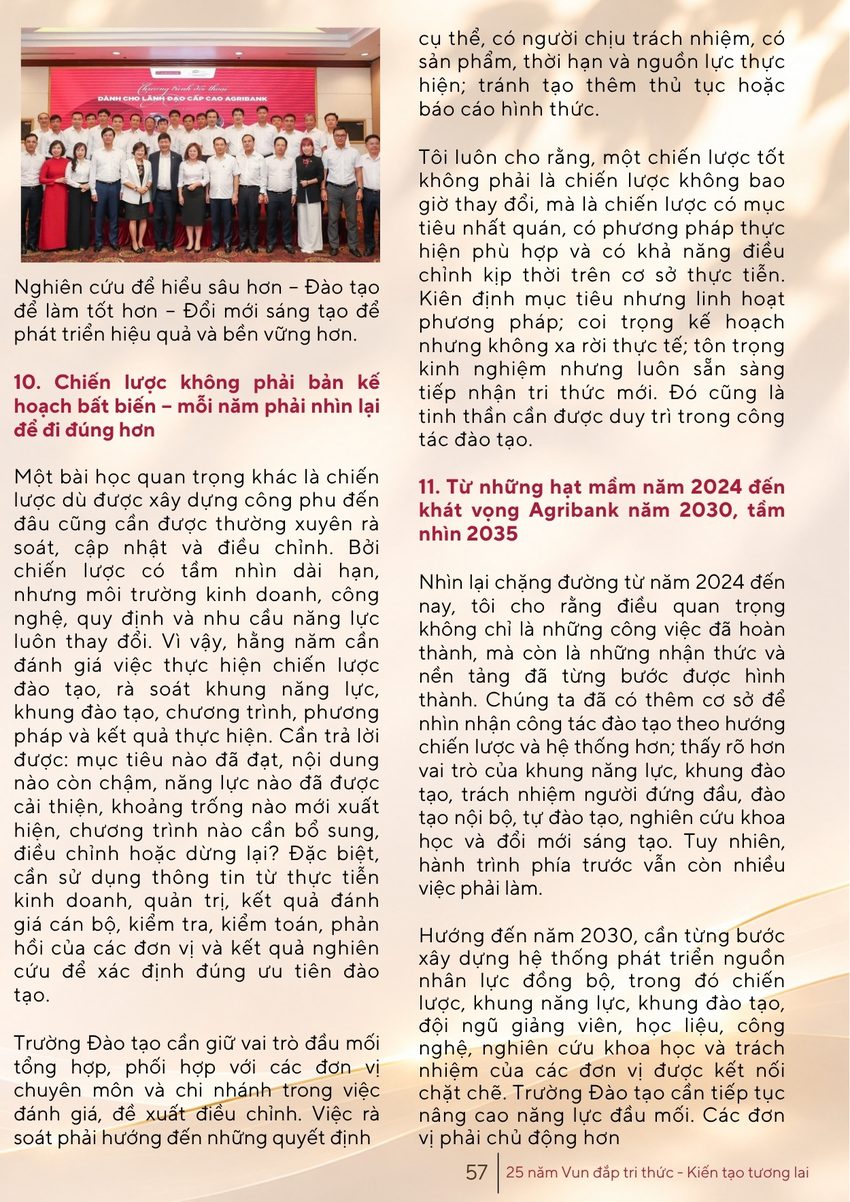 Chương trình đối thoại
DÀNH CHO LÃNH ĐẠO CẤP CAO AGRIBANK
Nghiên cứu để hiểu sâu hơn – Đào tạo
để làm tốt hơn – Đổi mới sáng tạo để
phát triển hiệu quả và bền vững hơn.
10. Chiến lược không phải bản kế
hoạch bất biến – mỗi năm phải nhìn lại
để đi đúng hơn
Một bài học quan trọng khác là chiến
lược dù được xây dựng công phu đến
đâu cũng cần được thường xuyên rà
soát, cập nhật và điều chỉnh. Bởi
chiến lược có tầm nhìn dài hạn,
nhưng môi trường kinh doanh, công
nghệ, quy định và nhu cầu năng lực
luôn thay đổi. Vì vậy, hằng năm cần
đánh giá việc thực hiện chiến lược
đào tạo, rà soát khung năng lực,
khung đào tạo, chương trình, phương
pháp và kết quả thực hiện. Cần trả lời
được: mục tiêu nào đã đạt, nội dung
nào còn chậm, năng lực nào đã được
cải thiện, khoảng trống nào mới xuất
hiện, chương trình nào cần bổ sung,
điều chỉnh hoặc dừng lại? Đặc biệt,
cần sử dụng thông tin từ thực tiễn
kinh doanh, quản trị, kết quả đánh
giá cán bộ, kiểm tra, kiểm toán, phản
hồi của các đơn vị và kết quả nghiên
cứu để xác định đúng ưu tiên đào
tạo.
Trường Đào tạo cần giữ vai trò đầu mối
tổng hợp, phối hợp với các đơn vị
chuyên môn và chi nhánh trong việc
đánh giá, đề xuất điều chỉnh. Việc rà
soát phải hướng đến những quyết định
cụ thể, có người chịu trách nhiệm, có
sản phẩm, thời hạn và nguồn lực thực
hiện; tránh tạo thêm thủ tục hoặc
báo cáo hình thức.
Tôi luôn cho rằng, một chiến lược tốt
không phải là chiến lược không bao
giờ thay đổi, mà là chiến lược có mục
tiêu nhất quán, có phương pháp thực
hiện phù hợp và có khả năng điều
chỉnh kịp thời trên cơ sở thực tiễn.
Kiên định mục tiêu nhưng linh hoạt
phương pháp; coi trọng kế hoạch
nhưng không xa rời thực tế; tôn trọng
kinh nghiệm nhưng luôn sẵn sàng
tiếp nhận tri thức mới. Đó cũng là
tinh thần cần được duy trì trong công
tác đào tạo.
11. Từ những hạt mầm năm 2024 đến
khát vọng Agribank năm 2030, tầm
nhìn 2035
Nhìn lại chặng đường từ năm 2024 đến
nay, tôi cho rằng điều quan trọng
không chỉ là những công việc đã hoàn
thành, mà còn là những nhận thức và
nền tảng đã từng bước được hình
thành. Chúng ta đã có thêm cơ sở để
nhìn nhận công tác đào tạo theo hướng
chiến lược và hệ thống hơn; thấy rõ hơn
vai trò của khung năng lực, khung đào
tạo, trách nhiệm người đứng đầu, đào
tạo nội bộ, tự đào tạo, nghiên cứu khoa
học và đổi mới sáng tạo. Tuy nhiên,
hành trình phía trước vẫn còn nhiều
việc phải làm.
Hướng đến năm 2030, cần từng bước
xây dựng hệ thống phát triển nguồn
nhân lực đồng bộ, trong đó chiến
lược, khung năng lực, khung đào tạo,
đội ngũ giảng viên, học liệu, công
nghệ, nghiên cứu khoa học và trách
nhiệm của các đơn vị được kết nối
chặt chẽ. Trường Đào tạo cần tiếp tục
nâng cao năng lực đầu mối. Các đơn
vị phải chủ động hơn
57 25 năm Vun đắp tri thức - Kiến tạo tương lai